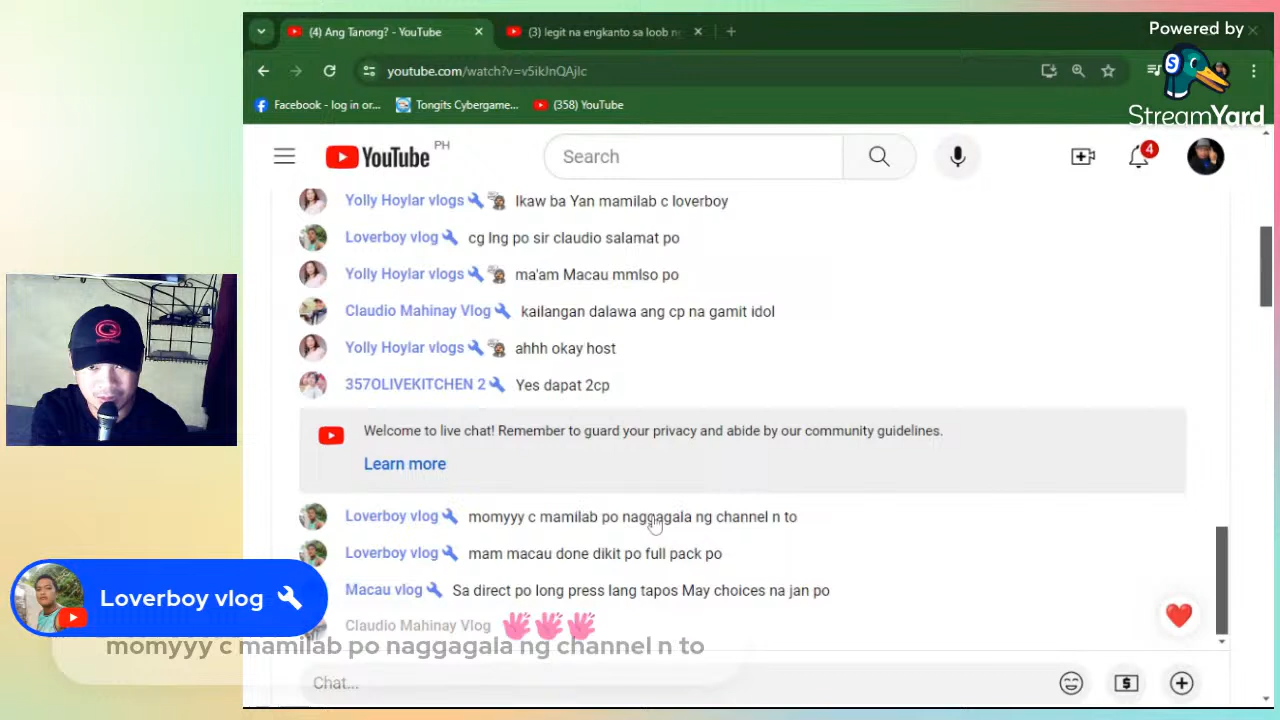 (4) Ang Tanong? - YouTube
(3) legit na engkanto sa loob n
Powered by
StreamYard
youtube.com/watch?v=v5ikJnQAjlc
Facebook - log in or...
Tongits Cybergame...
(358) YouTube
YouTube PH
Search
4
Yolly Hoylar vlogs Ikaw ba Yan mamilab c loverboy
Loverboy vlog cg lng po sir claudio salamat po
Yolly Hoylar vlogs ma'am Macau mmlso po
Claudio Mahinay Vlog kailangan dalawa ang cp na gamit idol
Yolly Hoylar vlogs ahhh okay host
357OLIVEKITCHEN 2 Yes dapat 2cp
Welcome to live chat! Remember to guard your privacy and abide by our community guidelines.
Learn more
Loverboy vlog momyyy c mamilab po naggagala ng channel n to
Loverboy vlog mam macau done dikit po full pack po
Macau vlog Sa direct po long press lang tapos May choices na jan po
Claudio Mahinay Vlog
Chat...
Loverboy vlog
momyyy c mamilab po naggagala ng channel n to